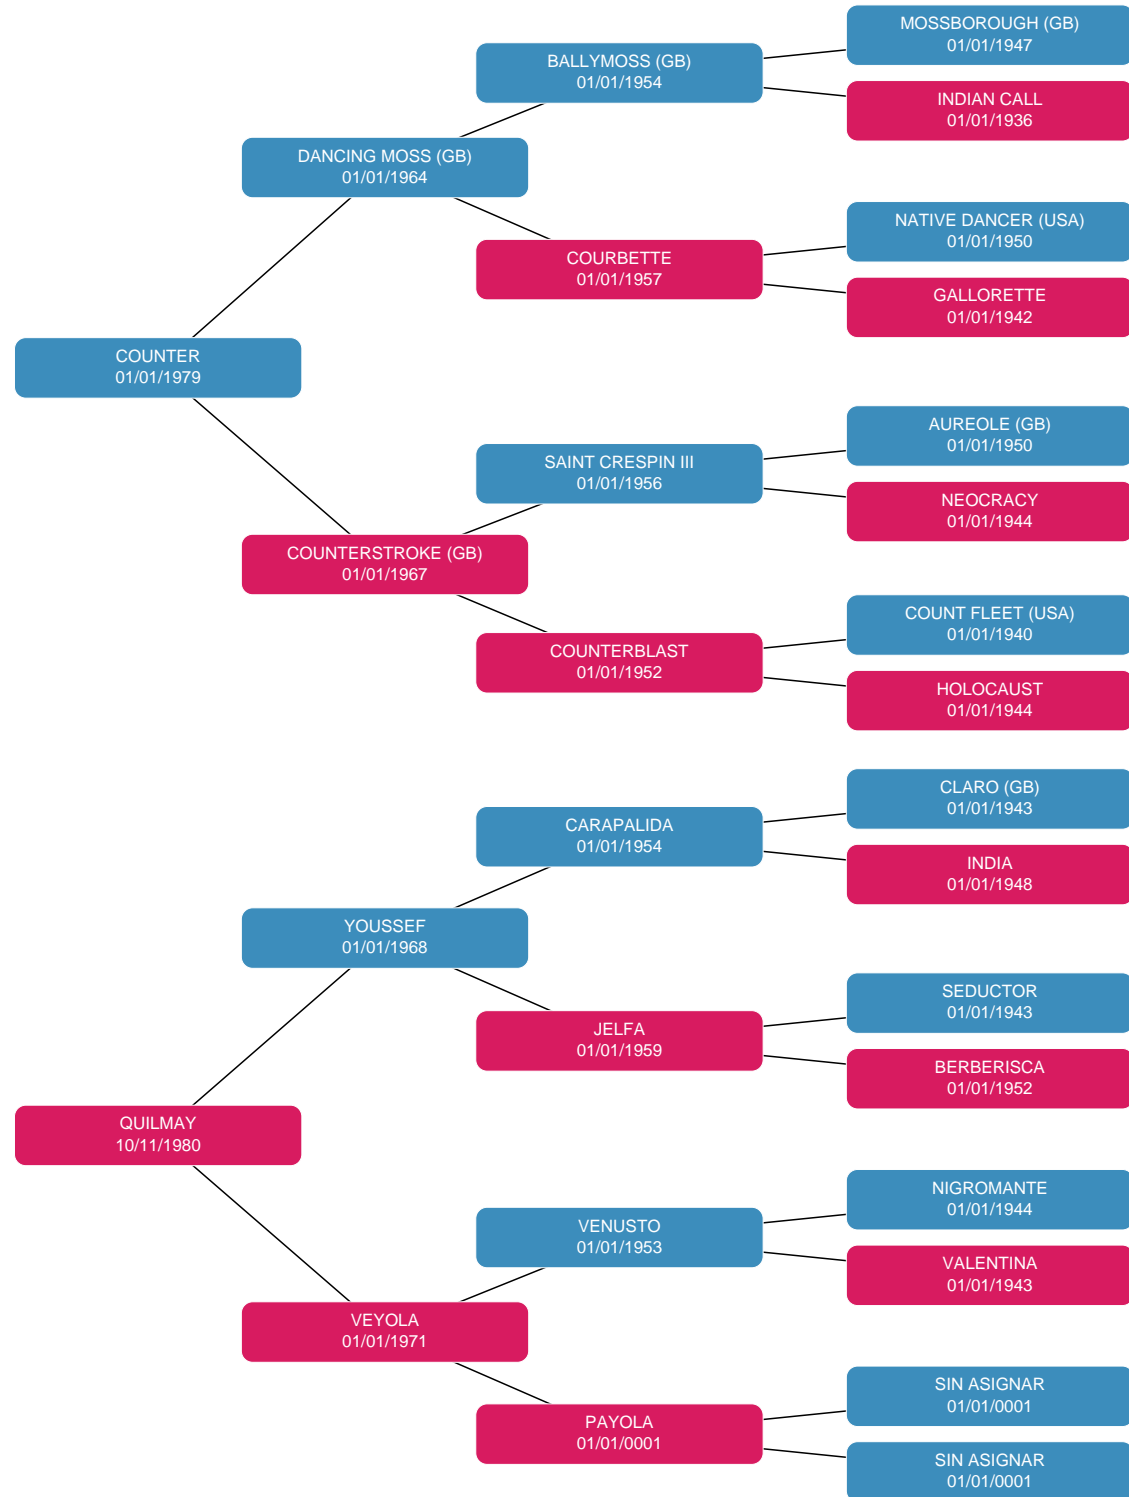 MOSSBOROUGH (GB)
01/01/1947
BALLYMOSS (GB)
01/01/1954
INDIAN CALL
01/01/1936
DANCING MOSS (GB)
01/01/1964
NATIVE DANCER (USA)
01/01/1950
COURBETTE
01/01/1957
GALLORETTE
01/01/1942
COUNTER
01/01/1979
AUREOLE (GB)
01/01/1950
SAINT CRESPIN III
01/01/1956
NEOCRACY
01/01/1944
COUNTERSTROKE (GB)
01/01/1967
COUNT FLEET (USA)
01/01/1940
COUNTERBLAST
01/01/1952
HOLOCAUST
01/01/1944
CLARO (GB)
01/01/1943
CARAPALIDA
01/01/1954
INDIA
01/01/1948
YOUSSEF
01/01/1968
SEDUCTOR
01/01/1943
JELFA
01/01/1959
BERBERISCA
01/01/1952
QUILMAY
10/11/1980
NIGROMANTE
01/01/1944
VENUSTO
01/01/1953
VALENTINA
01/01/1943
VEYOLA
01/01/1971
SIN ASIGNAR
01/01/0001
PAYOLA
01/01/0001
SIN ASIGNAR
01/01/0001